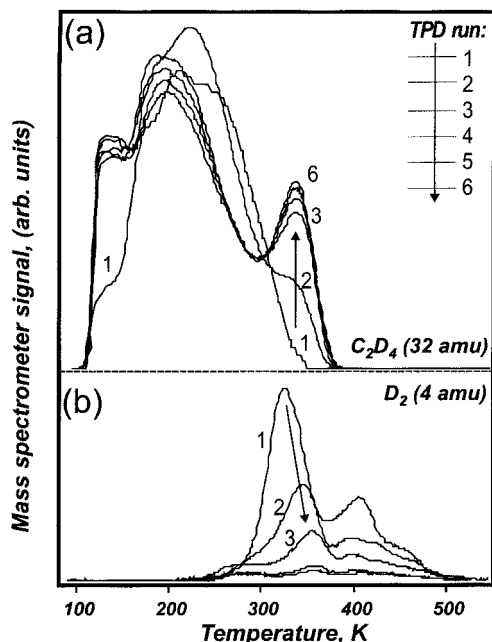 (a)
TPD run:
1
2
3
4
5
6
6
3
1
2
1
C₂D₄ (32 amu)
(b)
D₂ (4 amu)
1
2
3
Mass spectrometer signal, (arb. units)
100 200 300 400 500
Temperature, K